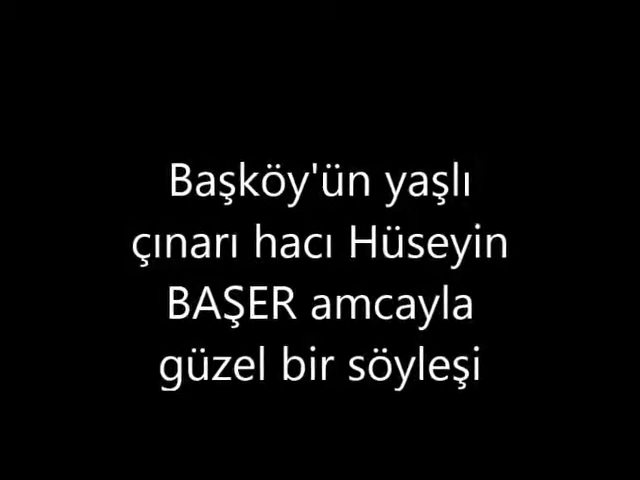 Başköy'ün yaşlı
çınarı hacı Hüseyin
BAŞER amcayla
güzel bir söyleşi